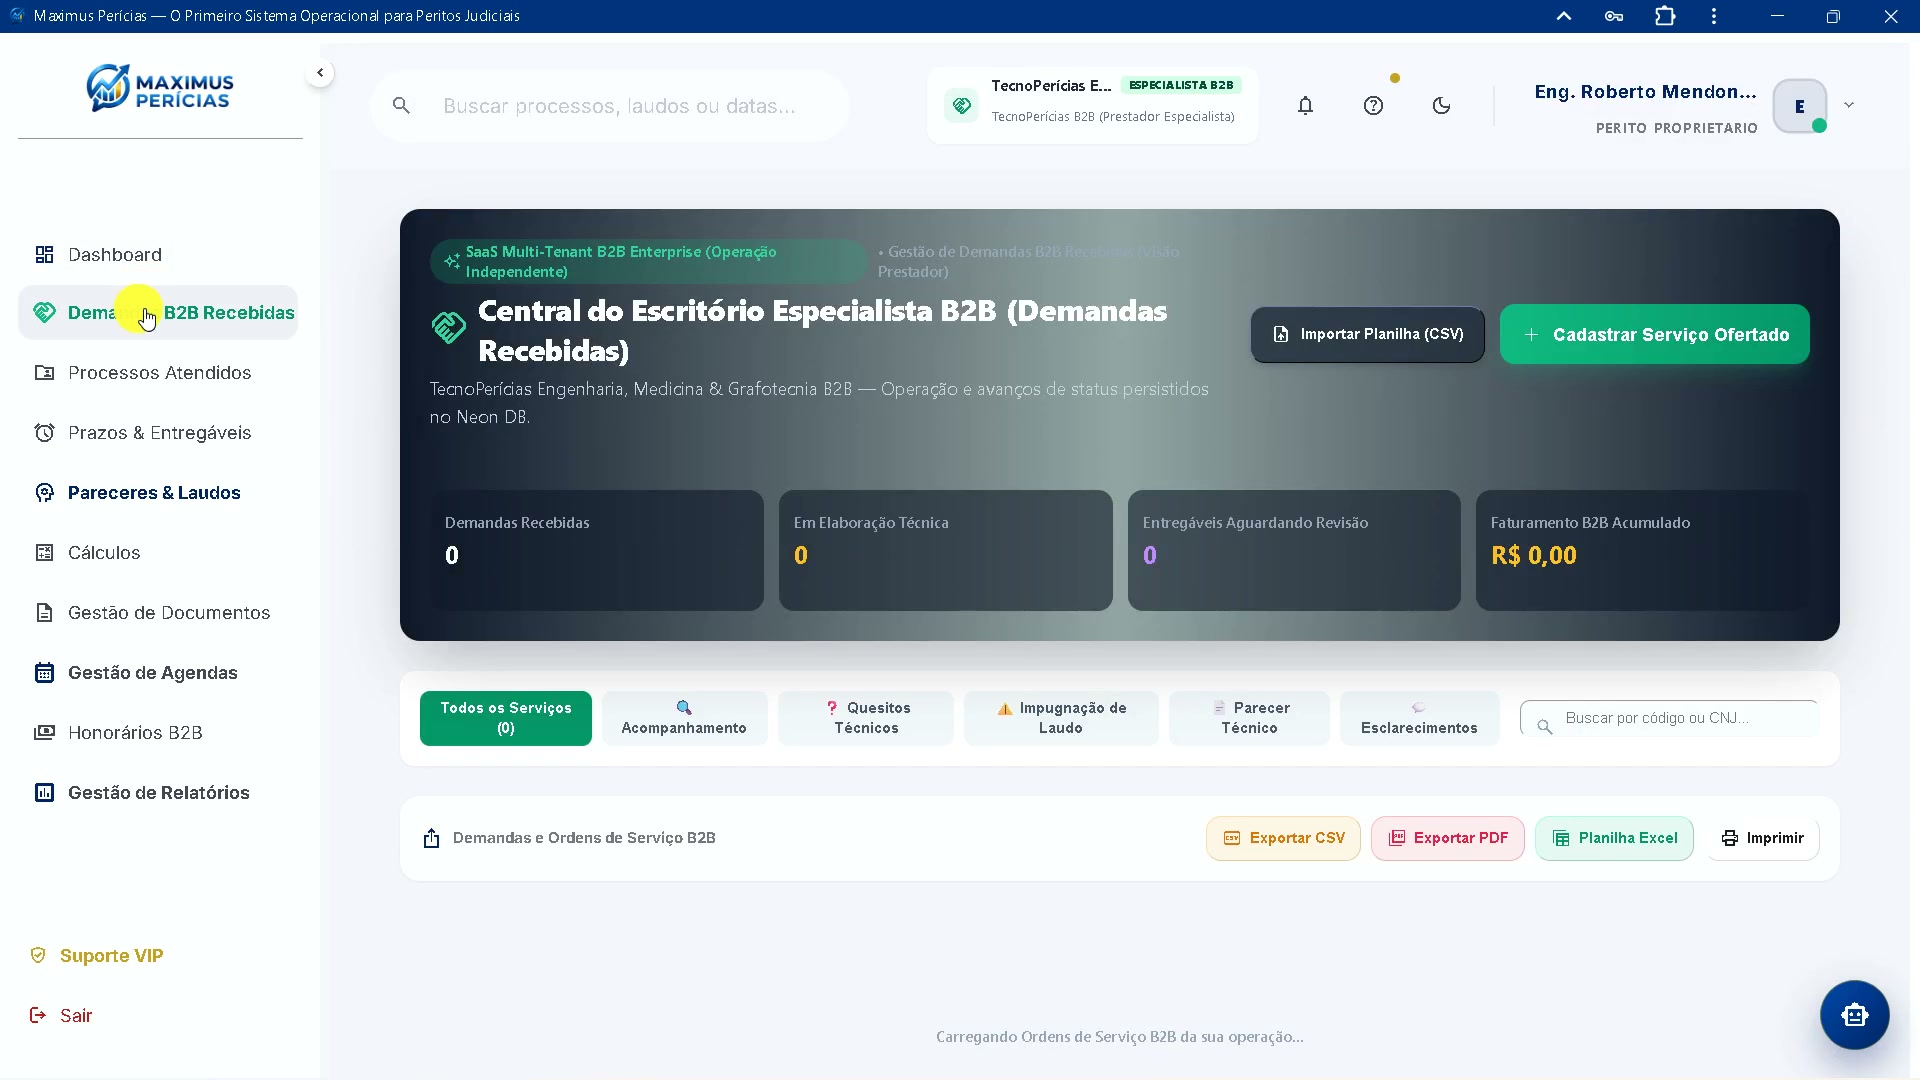 Maximus Perícias — O Primeiro Sistema Operacional para Peritos Judiciais
MAXIMUS
PERÍCIAS
Buscar processos, laudos ou datas...
TecnoPerícias E... ESPECIALISTA B2B
TecnoPerícias B2B (Prestador Especialista)
Eng. Roberto Mendon...
PERITO PROPRIETARIO
E
Dashboard
B2B Recebidas
Processos Atendidos
Prazos & Entregáveis
Pareceres & Laudos
Cálculos
Gestão de Documentos
Gestão de Agendas
Honorários B2B
Gestão de Relatórios
Suporte VIP
Sair
SaaS Multi-Tenant B2B Enterprise (Operação
Independente)
• Gestão de Demandas B2B Recebidas (Visão
Prestador)
Central do Escritório Especialista B2B (Demandas
Recebidas)
TecnoPerícias Engenharia, Medicina & Grafotecnia B2B — Operação e avanços de status persistidos
no Neon DB.
Importar Planilha (CSV)
Cadastrar Serviço Ofertado
Demandas Recebidas
0
Em Elaboração Técnica
0
Entregáveis Aguardando Revisão
0
Faturamento B2B Acumulado
R$ 0,00
Todos os Serviços
(0)
Acompanhamento
Quesitos
Técnicos
Impugnação de
Laudo
Parecer
Técnico
Esclarecimentos
Buscar por código ou CNJ...
Demandas e Ordens de Serviço B2B
Exportar CSV
Exportar PDF
Planilha Excel
Imprimir
Carregando Ordens de Serviço B2B da sua operação...